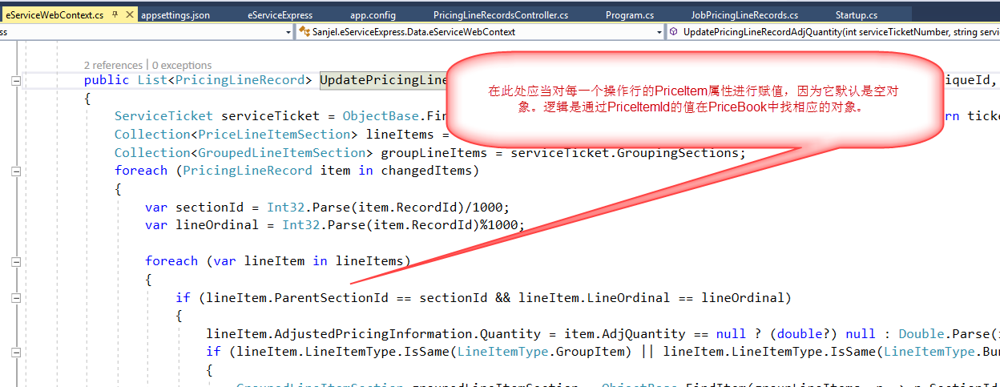 eServiceWebContext.cs appsettings.json eServiceExpress app.config PricingLineRecordsController.cs Program.cs JobPricingLineRecords.cs Startup.cs
ss Sanjel.eServiceExpress.Data.eServiceWebContext UpdatePricingLineRecordAdjQuantity(int serviceTicketNumber, string servic
2 references | 0 exceptions
public List<PricingLineRecord> UpdatePricingLine iqueId,
在此处应当对每一个操作行的PriceItem属性进行赋值，因为它默认是空对
象。逻辑是通过PriceItemId的值在PriceBook中找相应的对象。
{
ServiceTicket serviceTicket = ObjectBase.Fin rn ticke
Collection<PriceLineItemSection> lineItems =
Collection<GroupedLineItemSection> groupLineItems = serviceTicket.GroupingSections;
foreach (PricingLineRecord item in changedItems)
{
var sectionId = Int32.Parse(item.RecordId)/1000;
var lineOrdinal = Int32.Parse(item.RecordId)%1000;
foreach (var lineItem in lineItems)
{
if (lineItem.ParentSectionId == sectionId && lineItem.LineOrdinal == lineOrdinal)
{
lineItem.AdjustedPricingInformation.Quantity = item.AdjQuantity == null ? (double?) null : Double.Parse(i
if (lineItem.LineItemType.IsSame(LineItemType.GroupItem) || lineItem.LineItemType.IsSame(LineItemType.Bun
{